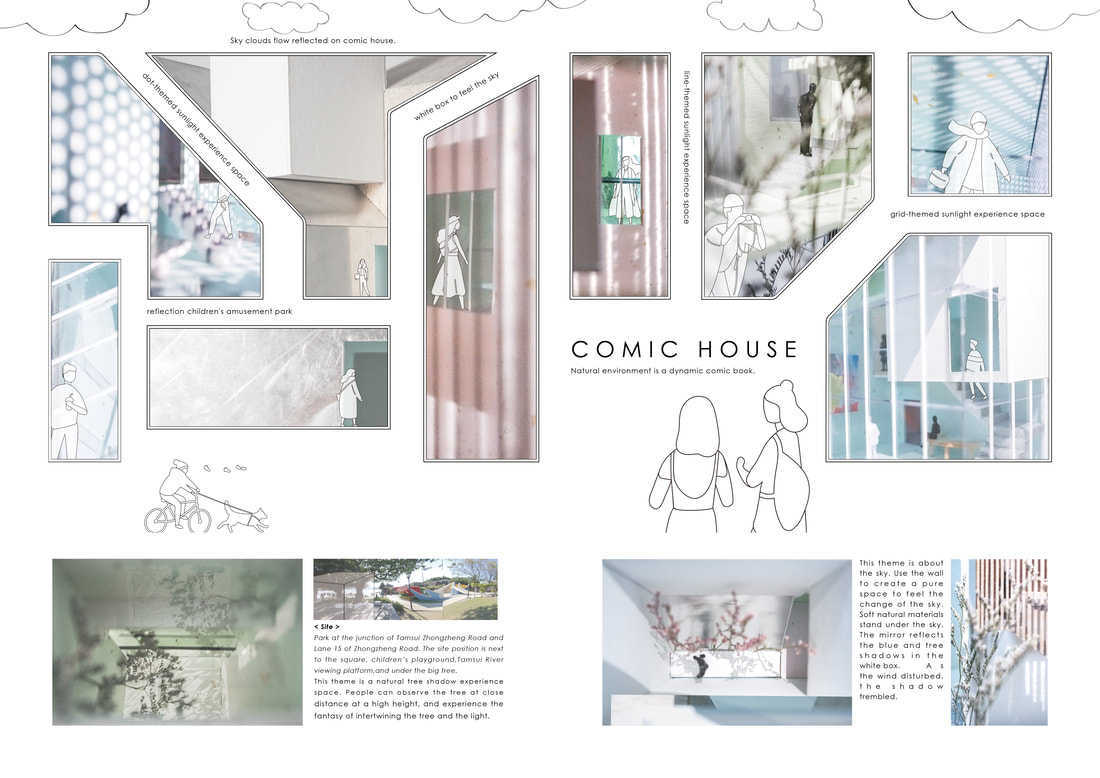 Sky clouds flow reflected on comic house.
dot-themed sunlight experience space
white box to feel the sky
line-themed sunlight experience space
grid-themed sunlight experience space
reflection children's amusement park
COMIC HOUSE
Natural environment is a dynamic comic book.
< Site >
Park at the junction of Tamsui Zhongzheng Road and
Lane 15 of Zhongzheng Road. The site position is next
to the square, children's playground,Tamsui River
viewing platform,and under the big tree.
This theme is a natural tree shadow experience
space. People can observe the tree at close
distance at a high height, and experience the
fantasy of intertwining the tree and the light.
This theme is about
the sky. Use the wall
to create a pure
space to feel the
change of the sky.
Soft natural materials
stand under the sky.
The mirror reflects
the blue and tree
shadows in the
white box. As
the wind disturbed,
the shadow
trembled.